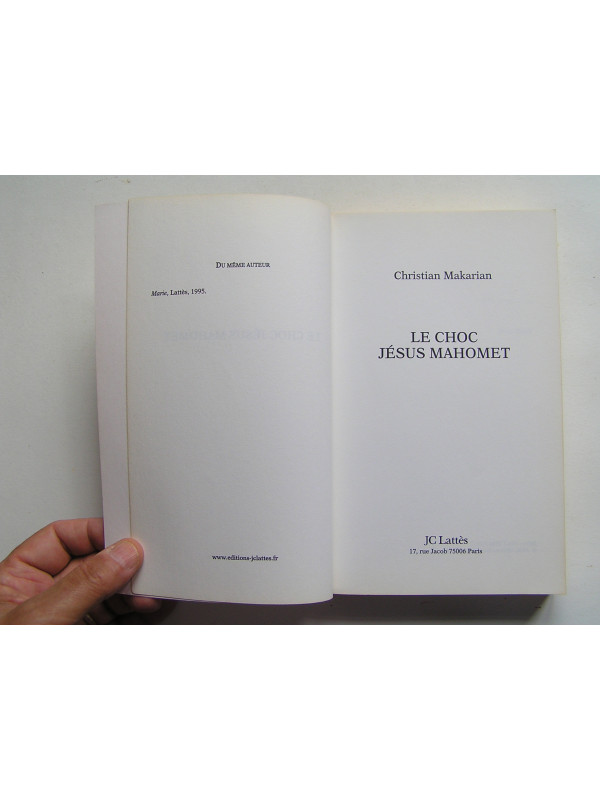 DU MÊME AUTEUR
Marie, Lattès, 1995.
www.editions-jclattes.fr
Christian Makarian
LE CHOC
JÉSUS MAHOMET
JC Lattès
17, rue Jacob 75006 Paris